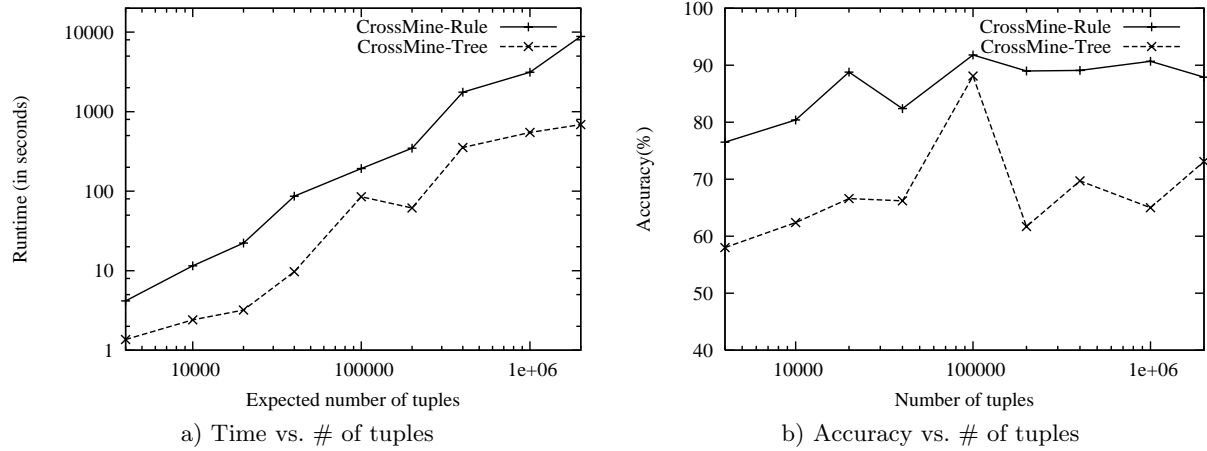 CrossMine-Rule
CrossMine-Tree
10000
1000
100
10
1
Runtime (in seconds)
10000
100000
1e+06
Expected number of tuples
a) Time vs. # of tuples
CrossMine-Rule
CrossMine-Tree
100
90
80
70
60
50
40
Accuracy(%)
10000
100000
1e+06
Number of tuples
b) Accuracy vs. # of tuples